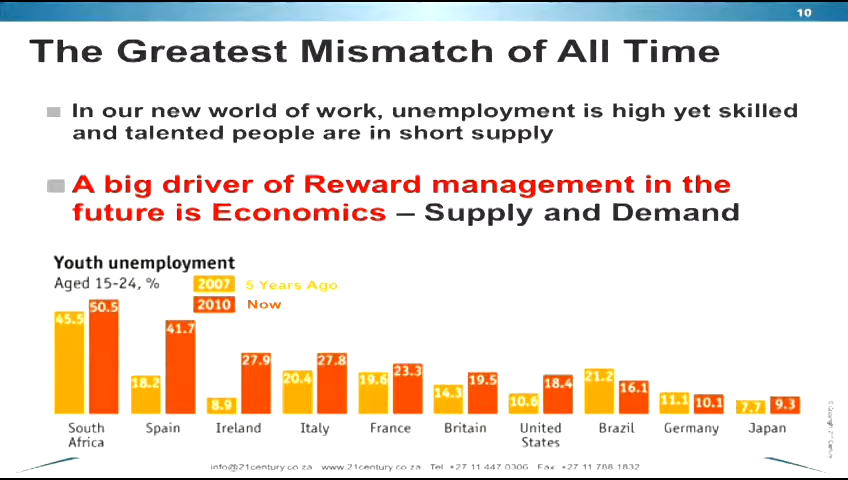 10
The Greatest Mismatch of All Time
In our new world of work, unemployment is high yet skilled
and talented people are in short supply
A big driver of Reward management in the
future is Economics – Supply and Demand
Youth unemployment
Aged 15-24, %
2007 5 Years Ago
2010 Now
45.5 50.5
18.2 41.7
8.9 27.9
20.4 27.8
19.6 23.3
14.3 19.5
10.6 18.4
21.2 16.1
11.1 10.1
7.7 9.3
South Africa
Spain
Ireland
Italy
France
Britain
United States
Brazil
Germany
Japan
info@21century.co.za www.21century.co.za Tel: +27 11 447 0306 Fax: +27 11 788 1832